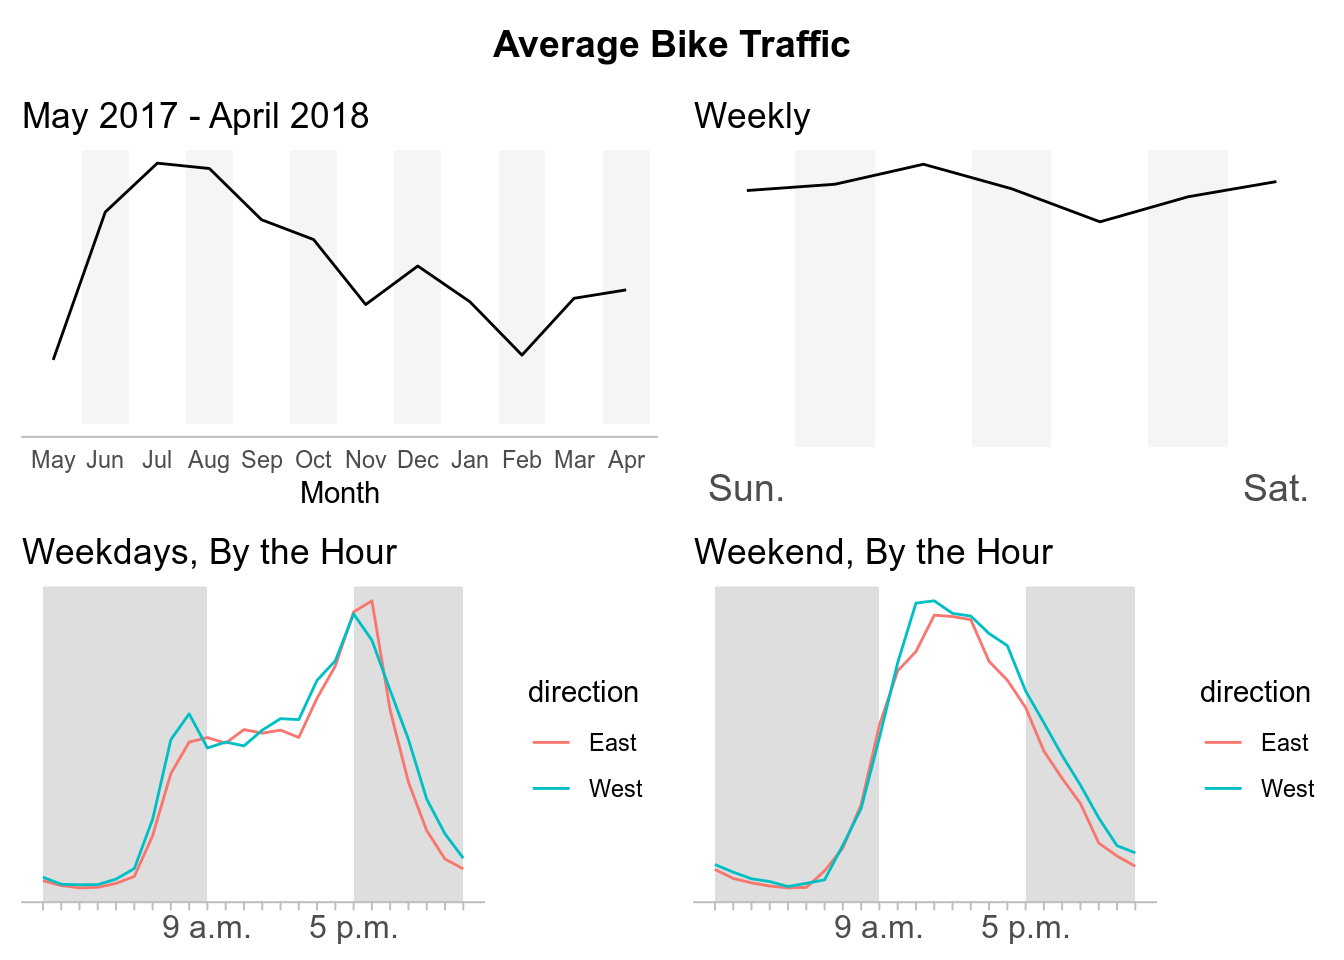 Average Bike Traffic
May 2017 - April 2018
May Jun Jul Aug Sep Oct Nov Dec Jan Feb Mar Apr
Month
Weekly
Sun. Sat.
Weekdays, By the Hour
direction
East
West
9 a.m. 5 p.m.
Weekend, By the Hour
direction
East
West
9 a.m. 5 p.m.